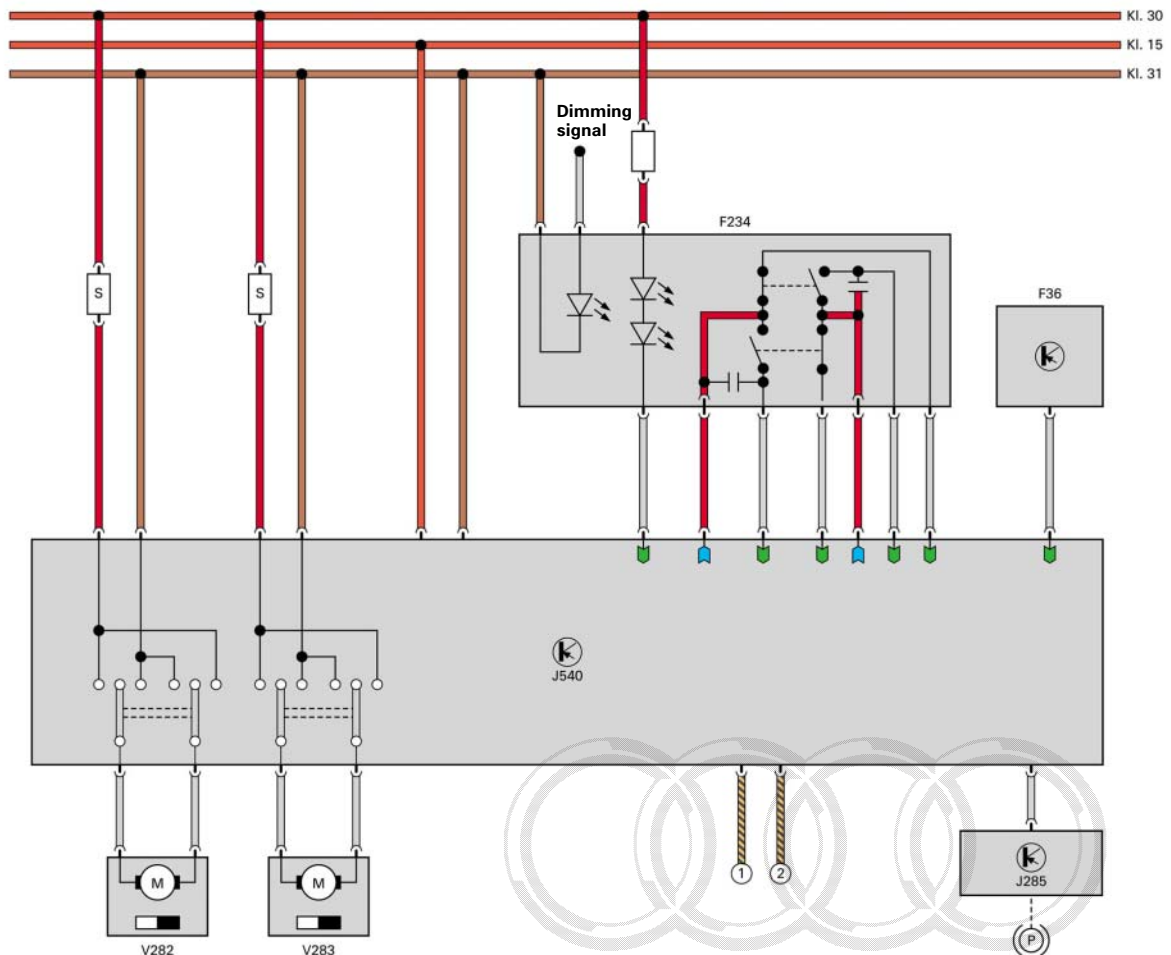 Kl. 30
Kl. 15
Kl. 31
Dimming
signal
F234
S
S
F36
J540
M
M
1
2
J285
V282
V283
P